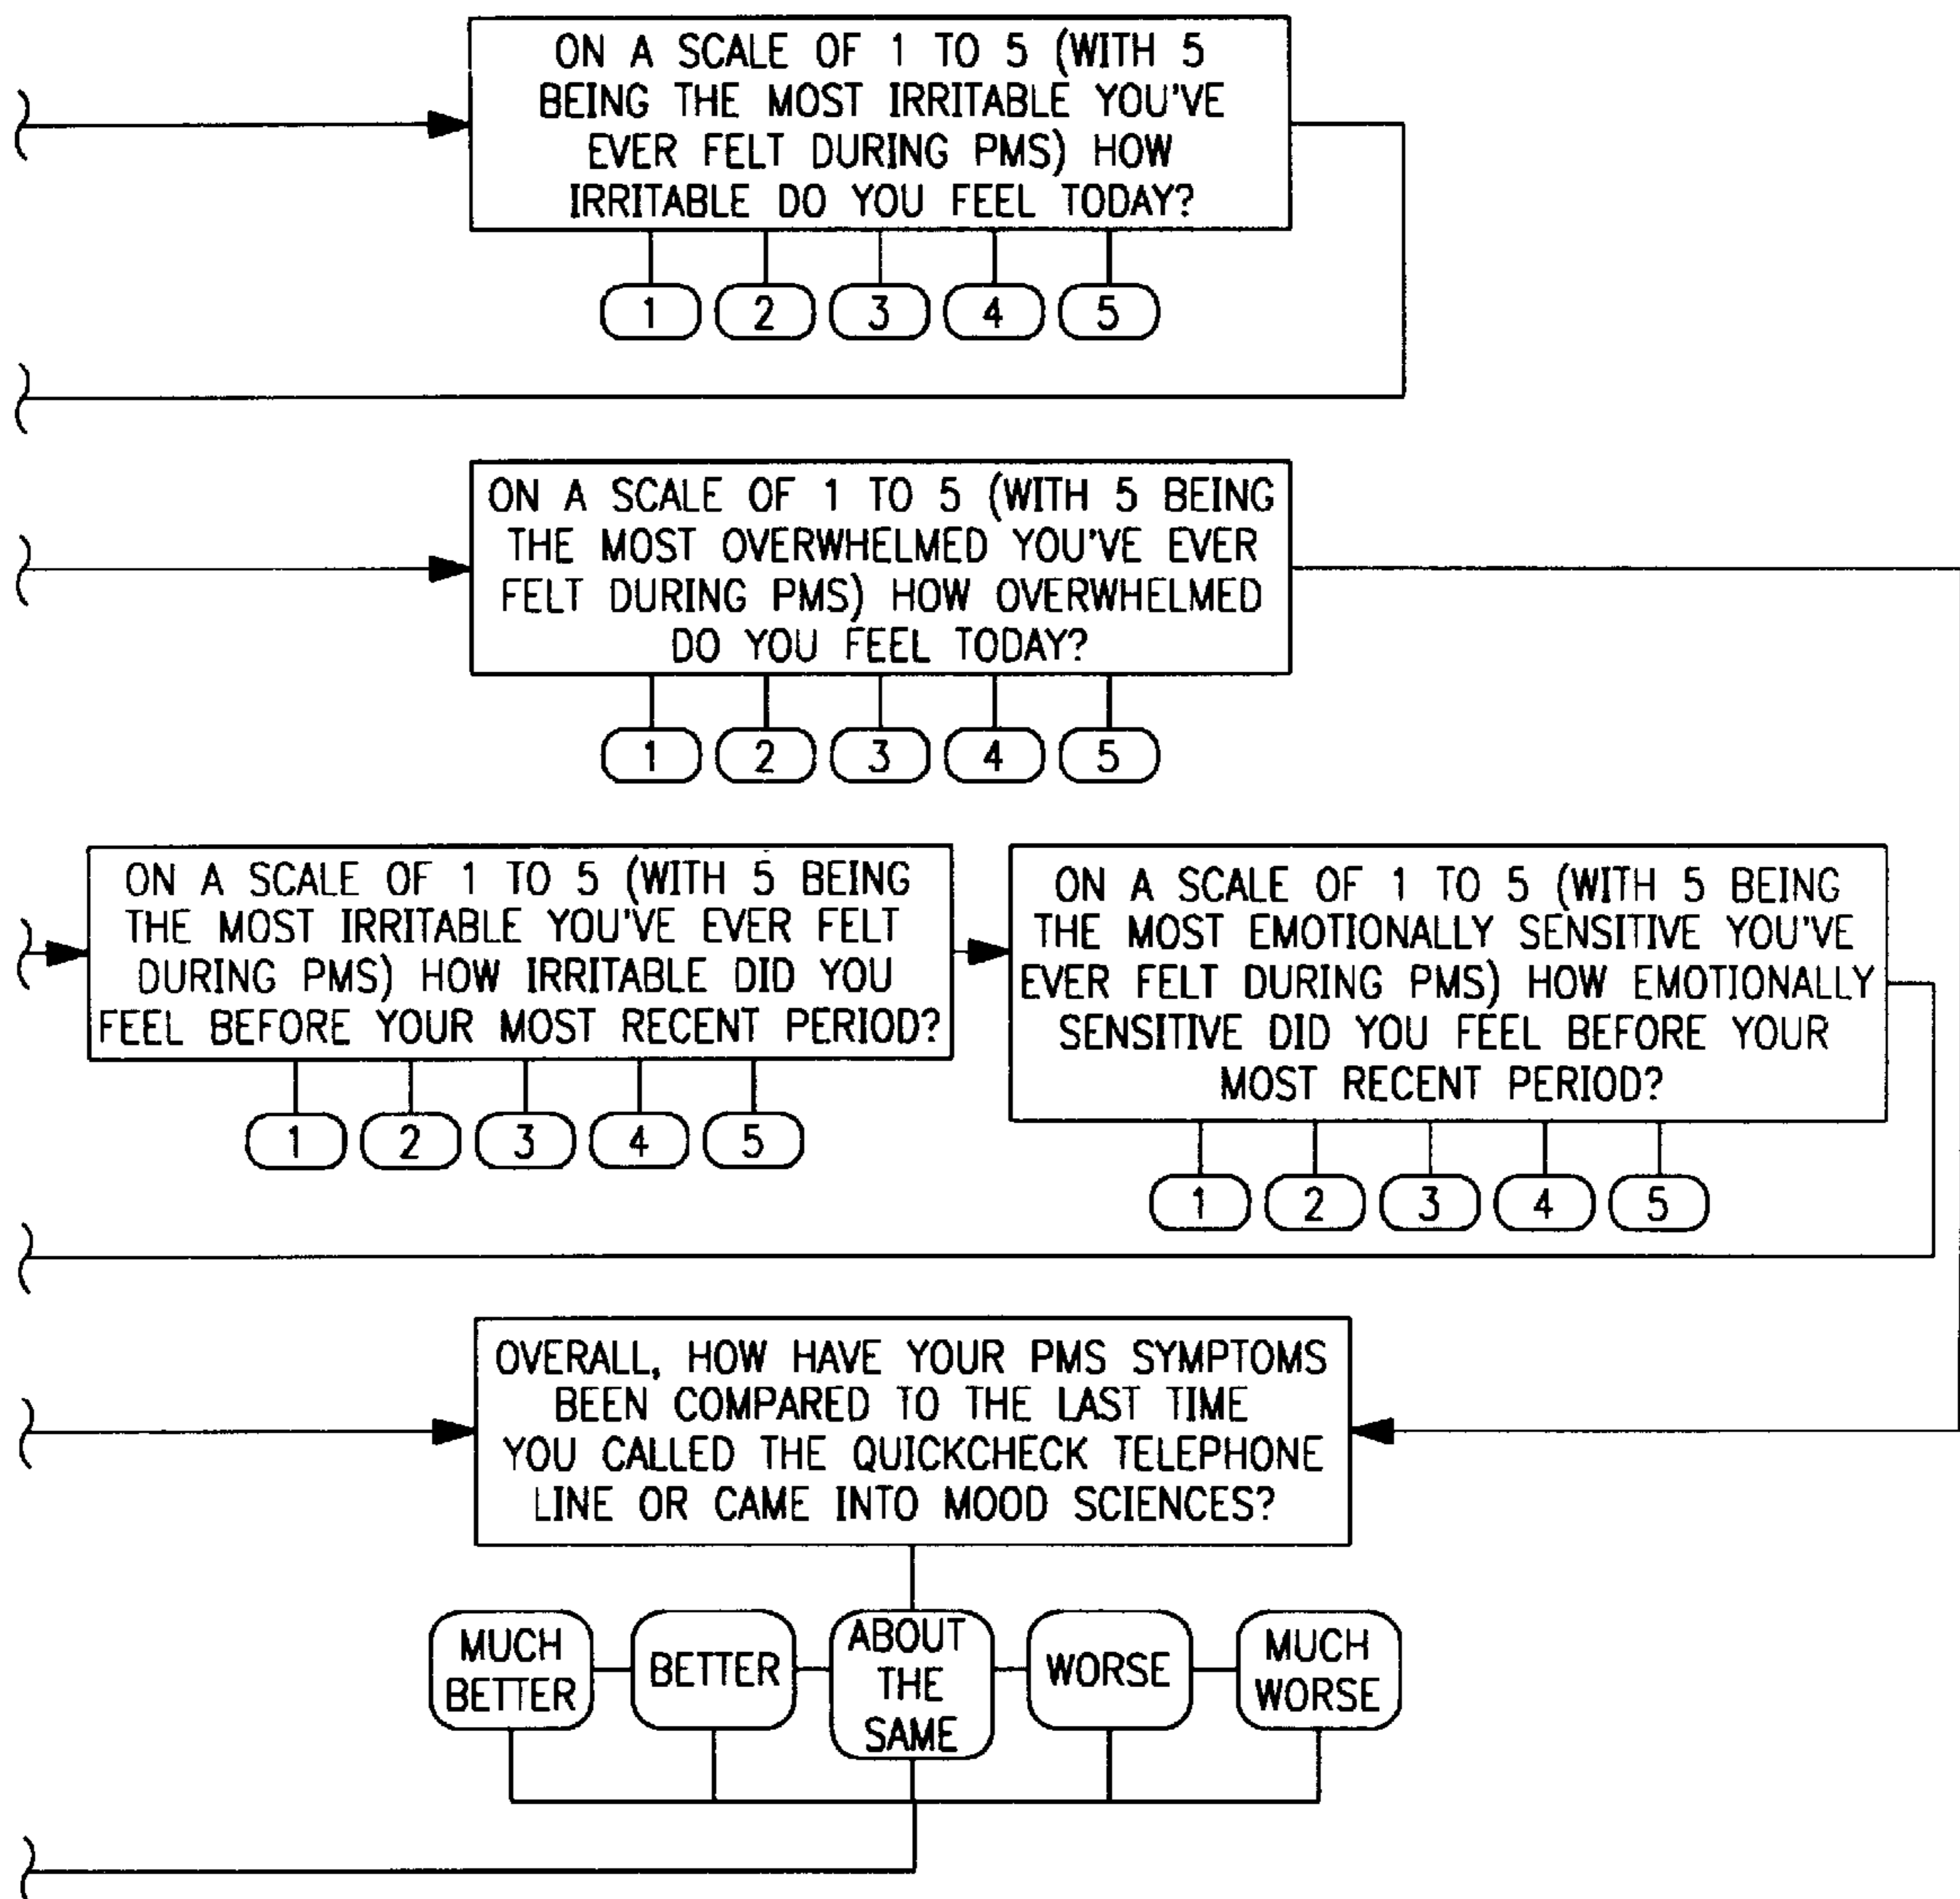 ON A SCALE OF 1 TO 5 (WITH 5
BEING THE MOST IRRITABLE YOU'VE
EVER FELT DURING PMS) HOW
IRRITABLE DO YOU FEEL TODAY?
1 2 3 4 5
ON A SCALE OF 1 TO 5 (WITH 5 BEING
THE MOST OVERWHELMED YOU'VE EVER
FELT DURING PMS) HOW OVERWHELMED
DO YOU FEEL TODAY?
1 2 3 4 5
ON A SCALE OF 1 TO 5 (WITH 5 BEING
THE MOST IRRITABLE YOU'VE EVER FELT
DURING PMS) HOW IRRITABLE DID YOU
FEEL BEFORE YOUR MOST RECENT PERIOD?
1 2 3 4 5
ON A SCALE OF 1 TO 5 (WITH 5 BEING
THE MOST EMOTIONALLY SENSITIVE YOU'VE
EVER FELT DURING PMS) HOW EMOTIONALLY
SENSITIVE DID YOU FEEL BEFORE YOUR
MOST RECENT PERIOD?
1 2 3 4 5
OVERALL, HOW HAVE YOUR PMS SYMPTOMS
BEEN COMPARED TO THE LAST TIME
YOU CALLED THE QUICKCHECK TELEPHONE
LINE OR CAME INTO MOOD SCIENCES?
MUCH
BETTER
BETTER
ABOUT
THE
SAME
WORSE
MUCH
WORSE